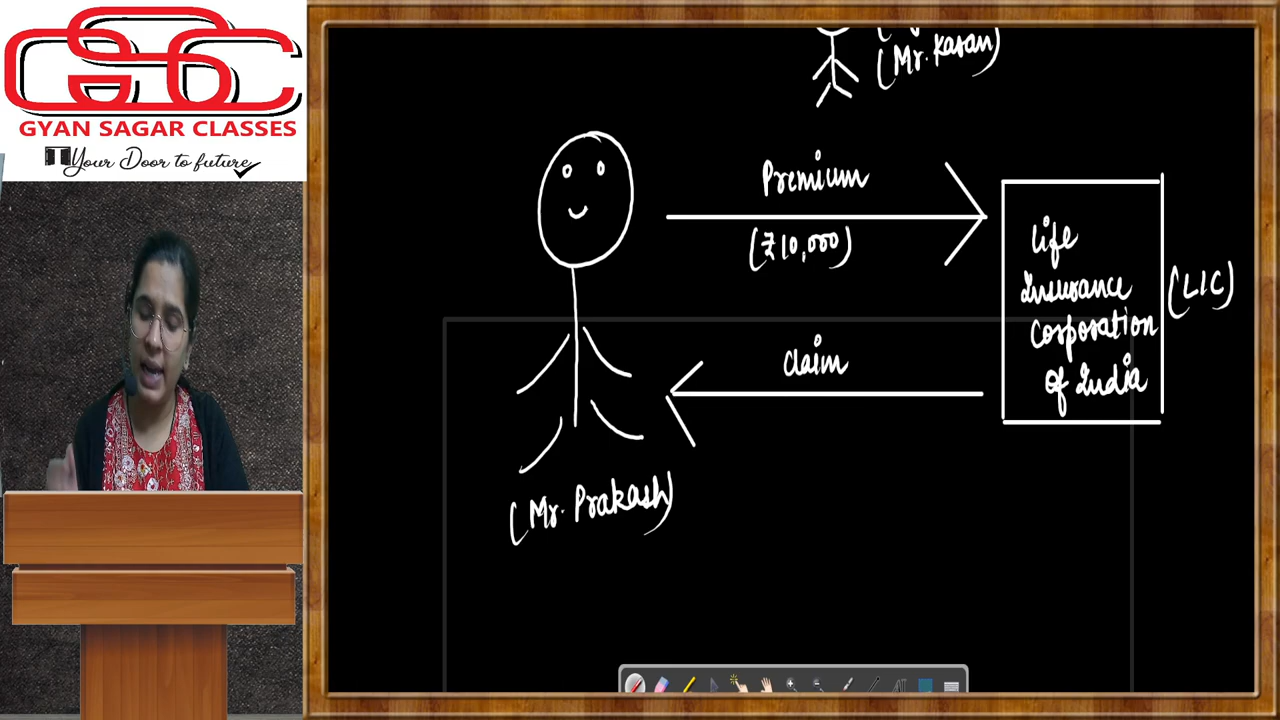 GSC
GYAN SAGAR CLASSES
Your Door to future
(Mr. Karan)
Premium
(₹10,000)
Life
Insurance
Corporation
of India
(LIC)
Claim
(Mr. Prakash)